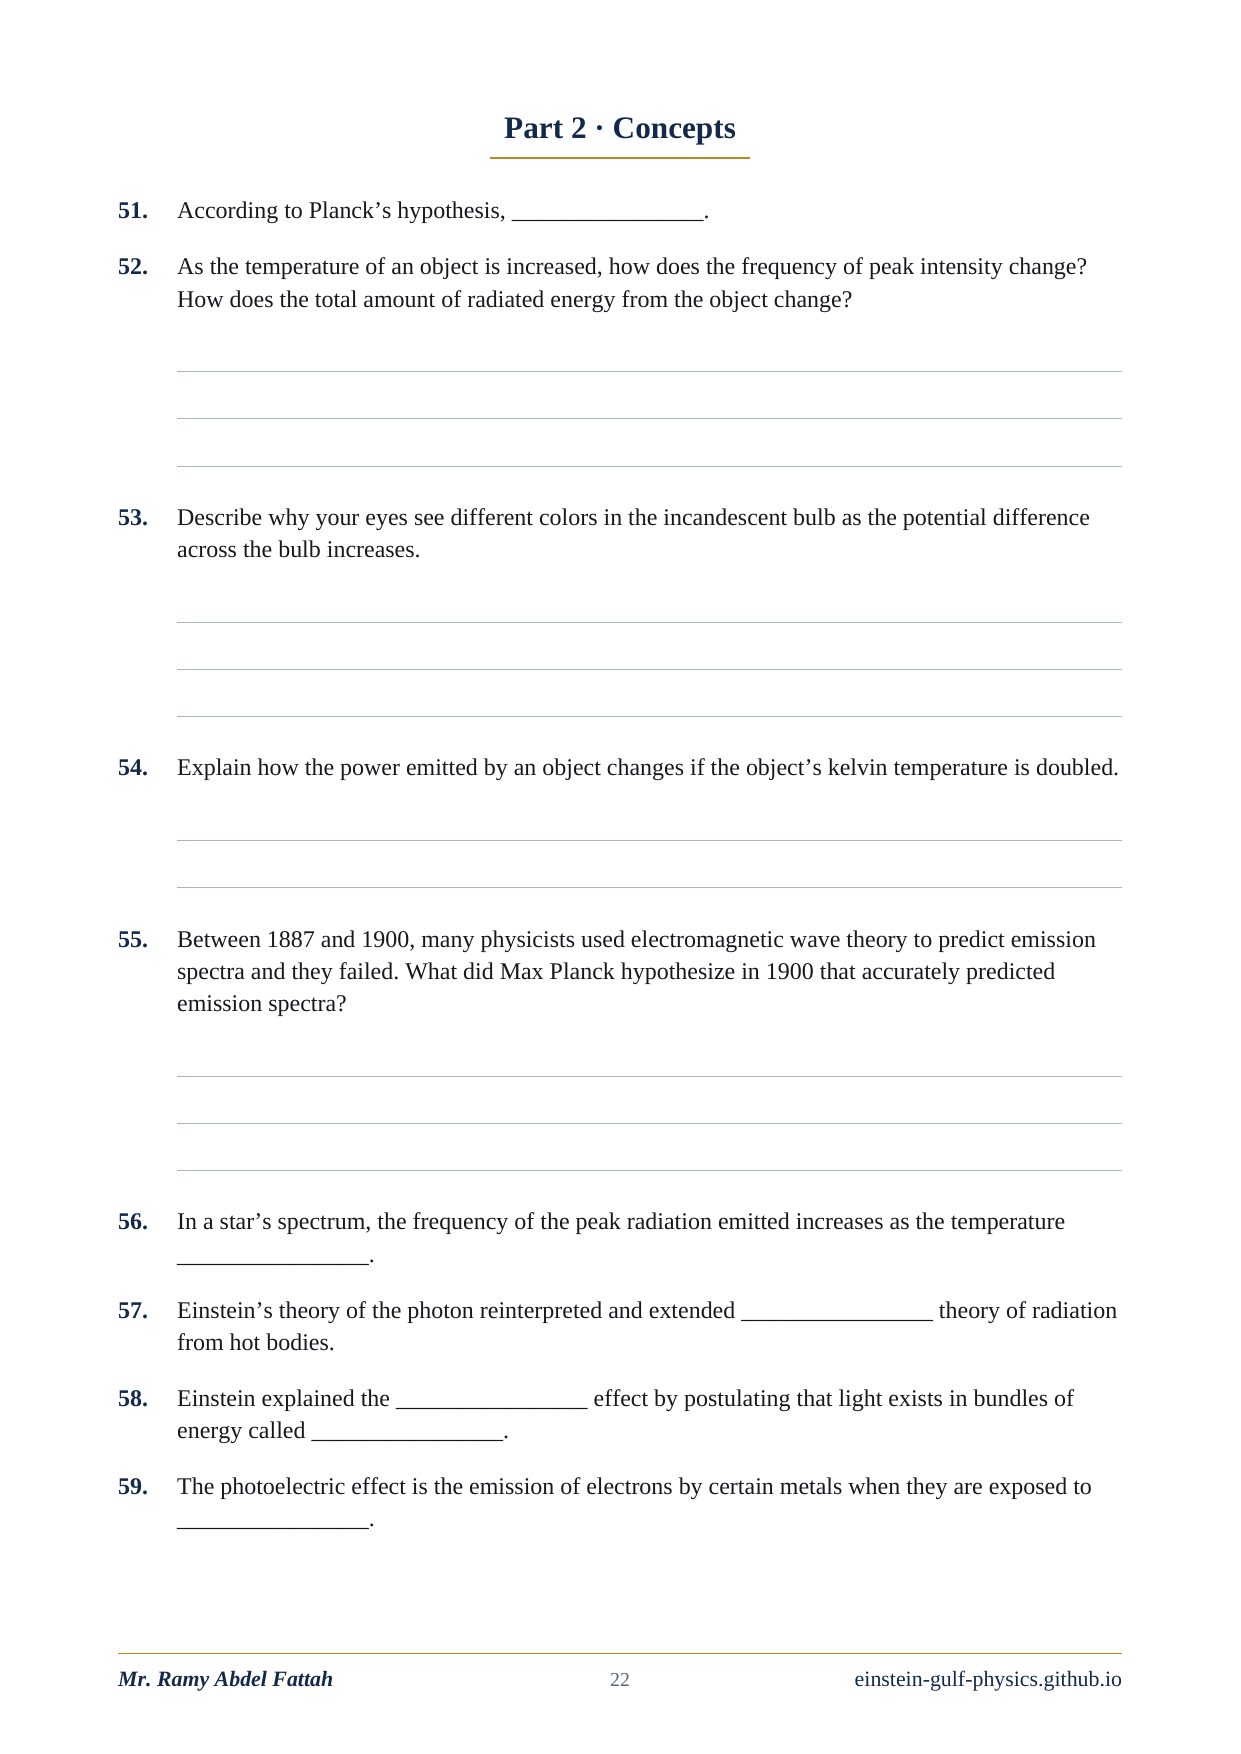 Part 2 · Concepts
51. According to Planck’s hypothesis, ________________.
52. As the temperature of an object is increased, how does the frequency of peak intensity change?
How does the total amount of radiated energy from the object change?
53. Describe why your eyes see different colors in the incandescent bulb as the potential difference
across the bulb increases.
54. Explain how the power emitted by an object changes if the object’s kelvin temperature is doubled.
55. Between 1887 and 1900, many physicists used electromagnetic wave theory to predict emission
spectra and they failed. What did Max Planck hypothesize in 1900 that accurately predicted
emission spectra?
56. In a star’s spectrum, the frequency of the peak radiation emitted increases as the temperature
________________.
57. Einstein’s theory of the photon reinterpreted and extended ________________ theory of radiation
from hot bodies.
58. Einstein explained the ________________ effect by postulating that light exists in bundles of
energy called ________________.
59. The photoelectric effect is the emission of electrons by certain metals when they are exposed to
________________.
Mr. Ramy Abdel Fattah 22 einstein-gulf-physics.github.io